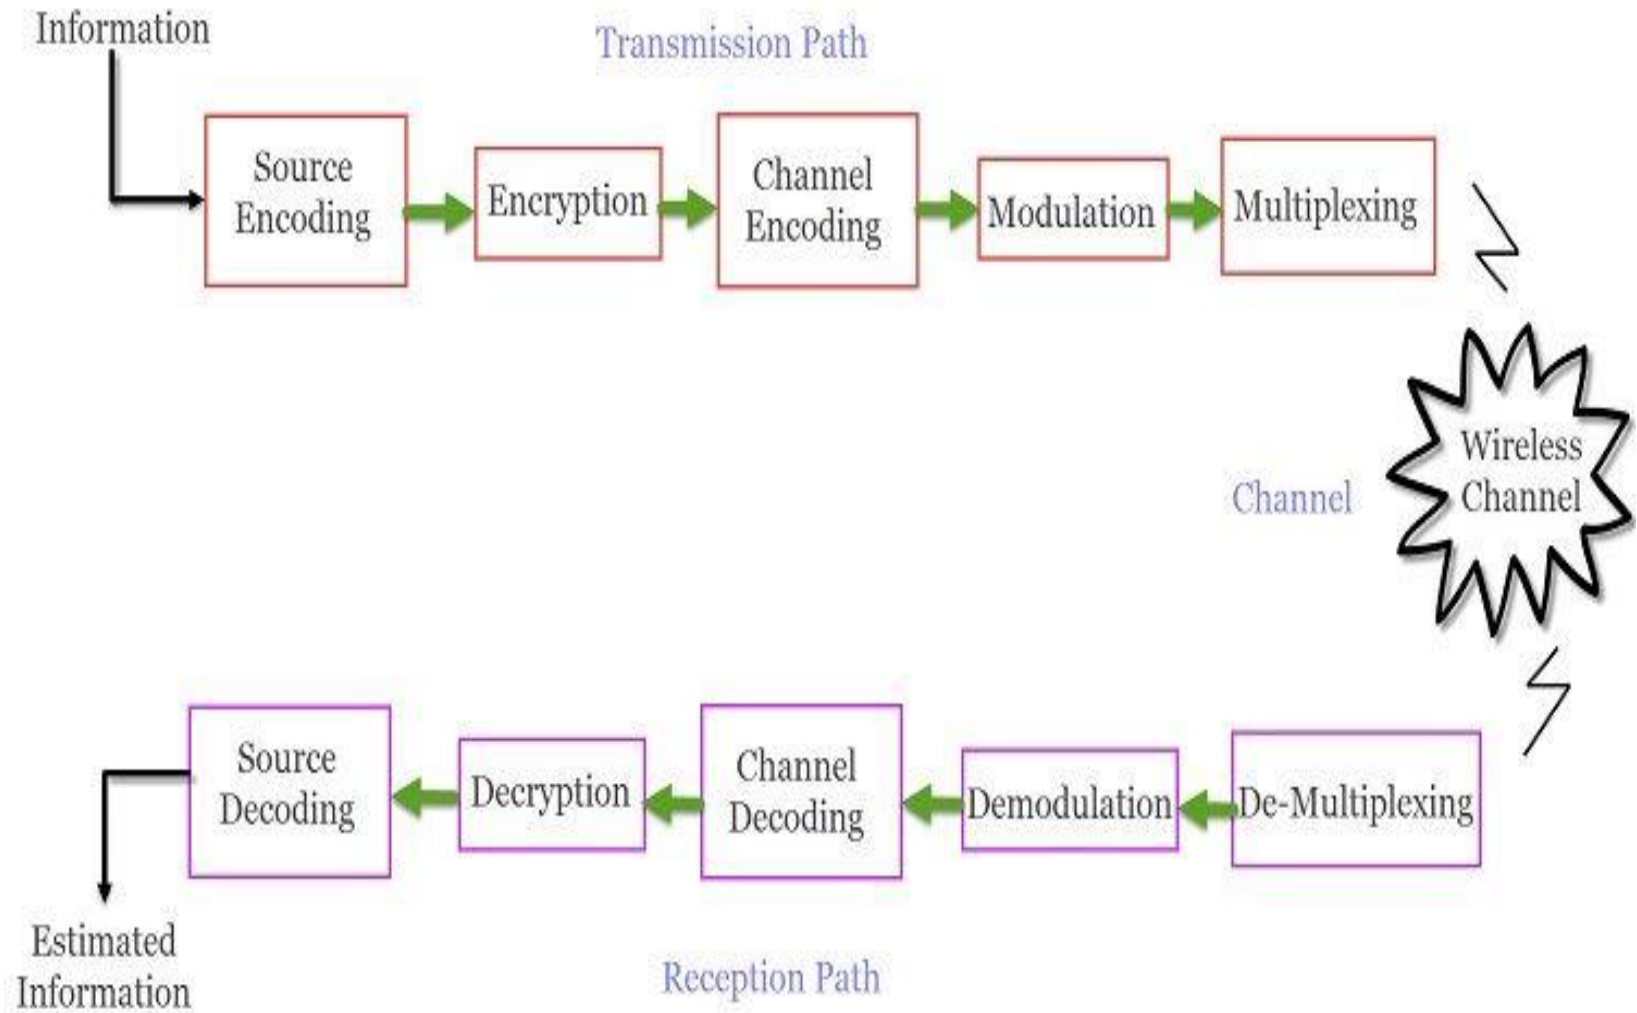 Information
Transmission Path
Source
Encoding
Encryption
Channel
Encoding
Modulation
Multiplexing
Wireless
Channel
Channel
Source
Decoding
Decryption
Channel
Decoding
Demodulation
De-Multiplexing
Estimated
Information
Reception Path